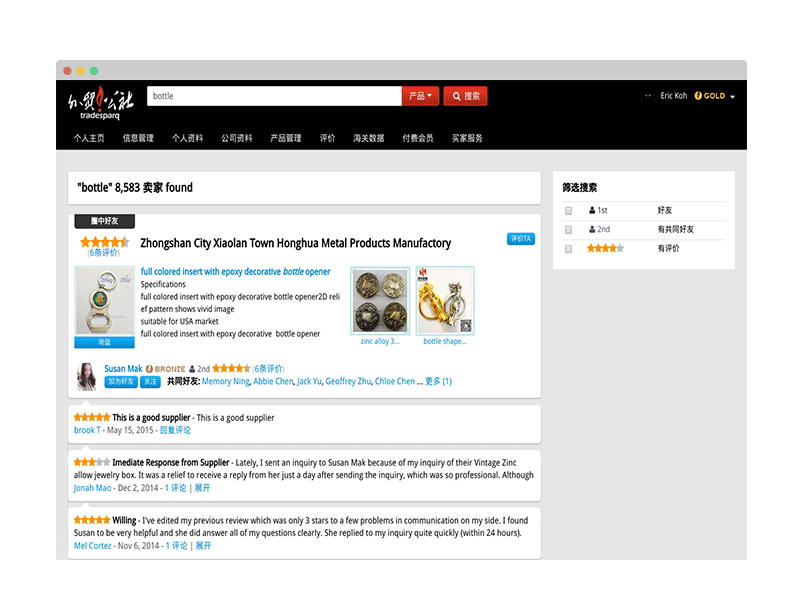 外贸公社
tradesparq
bottle
产品
搜索
Eric Koh
GOLD
个人主页 信息管理 个人资料 公司资料 产品管理 评价 海关数据 付费会员 买家服务
"bottle" 8,583 卖家 found
圈中好友
(6条评价)
Zhongshan City Xiaolan Town Honghua Metal Products Manufactory
评价TA
full colored insert with epoxy decorative bottle opener
Specifications
full colored insert with epoxy decorative bottle opener2D reli
ef pattern shows vivid image
suitable for USA market
full colored insert with epoxy decorative bottle opener
询盘
zinc alloy 3...
bottle shape...
Susan Mak BRONZE 2nd (6条评价)
加为好友 关注 共同好友: Memory Ning, Abbie Chen, Jack Yu, Geoffrey Zhu, Chloe Chen ... 更多 (1)
This is a good supplier - This is a good supplier
brook T - May 15, 2015 - 回复评论
Imediate Response from Supplier - Lately, I sent an inquiry to Susan Mak because of my inquiry of their Vintage Zinc
allow jewelry box. It was a relief to receive a reply from her just a day after sending the inquiry, which was so professional. Although
Jonah Mao - Dec 2, 2014 - 1 评论 | 展开
Willing - I've edited my previous review which was only 3 stars to a few problems in communication on my side. I found
Susan to be very helpful and she did answer all of my questions clearly. She replied to my inquiry quite quickly (within 24 hours).
Mel Cortez - Nov 6, 2014 - 1 评论 | 展开
筛选搜索
1st 好友
2nd 有共同好友
有评价